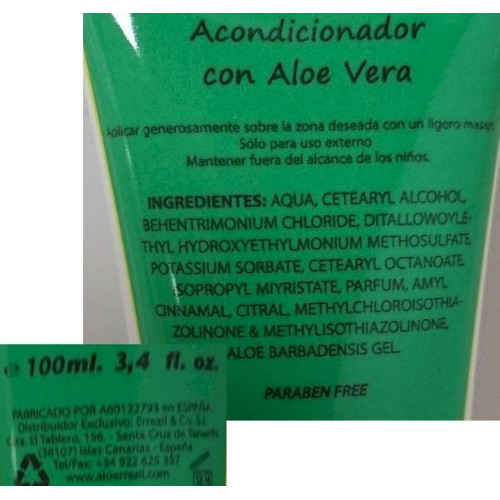 Acondicionador
con Aloe Vera
Aplicar generosamente sobre la zona deseada con un ligero masaje
Sólo para uso externo
Mantener fuera del alcance de los niños.
INGREDIENTES: AQUA, CETEARYL ALCOHOL,
BEHENTRIMONIUM CHLORIDE, DITALLOWOYLE-
THYL HYDROXYETHYLMONIUM METHOSULFATE,
POTASSIUM SORBATE, CETEARYL OCTANOATE,
ISOPROPYL MIYRISTATE, PARFUM, AMYL
CINNAMAL, CITRAL, METHYLCHLOROISOTHIA-
ZOLINONE & METHYLISOTHIAZOLINONE,
ALOE BARBADENSIS GEL.
PARABEN FREE
e 100ml. 3,4 fl. oz.
FABRICADO POR A60122793 en ESPAÑA
Distribuidor Exclusivo: Errezil & Co. S.L.
Ctra. El Tablero, 158, - Santa Cruz de Tenerife
(38107) Islas Canarias - España
Tel/Fax: +34 922 625 357
www.aloerrezil.com